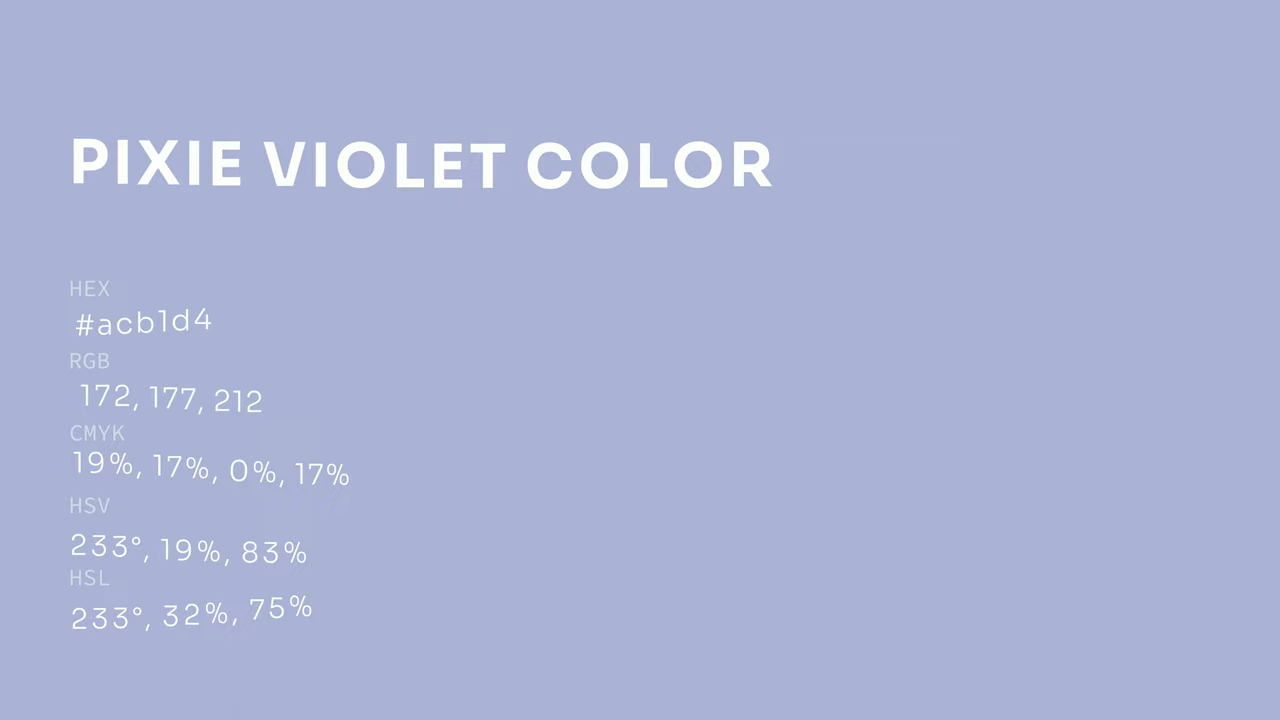 PIXIE VIOLET COLOR
HEX
#acb1d4
RGB
172, 177, 212
CMYK
19%, 17%, 0%, 17%
HSV
233°, 19%, 83%
HSL
233°, 32%, 75%